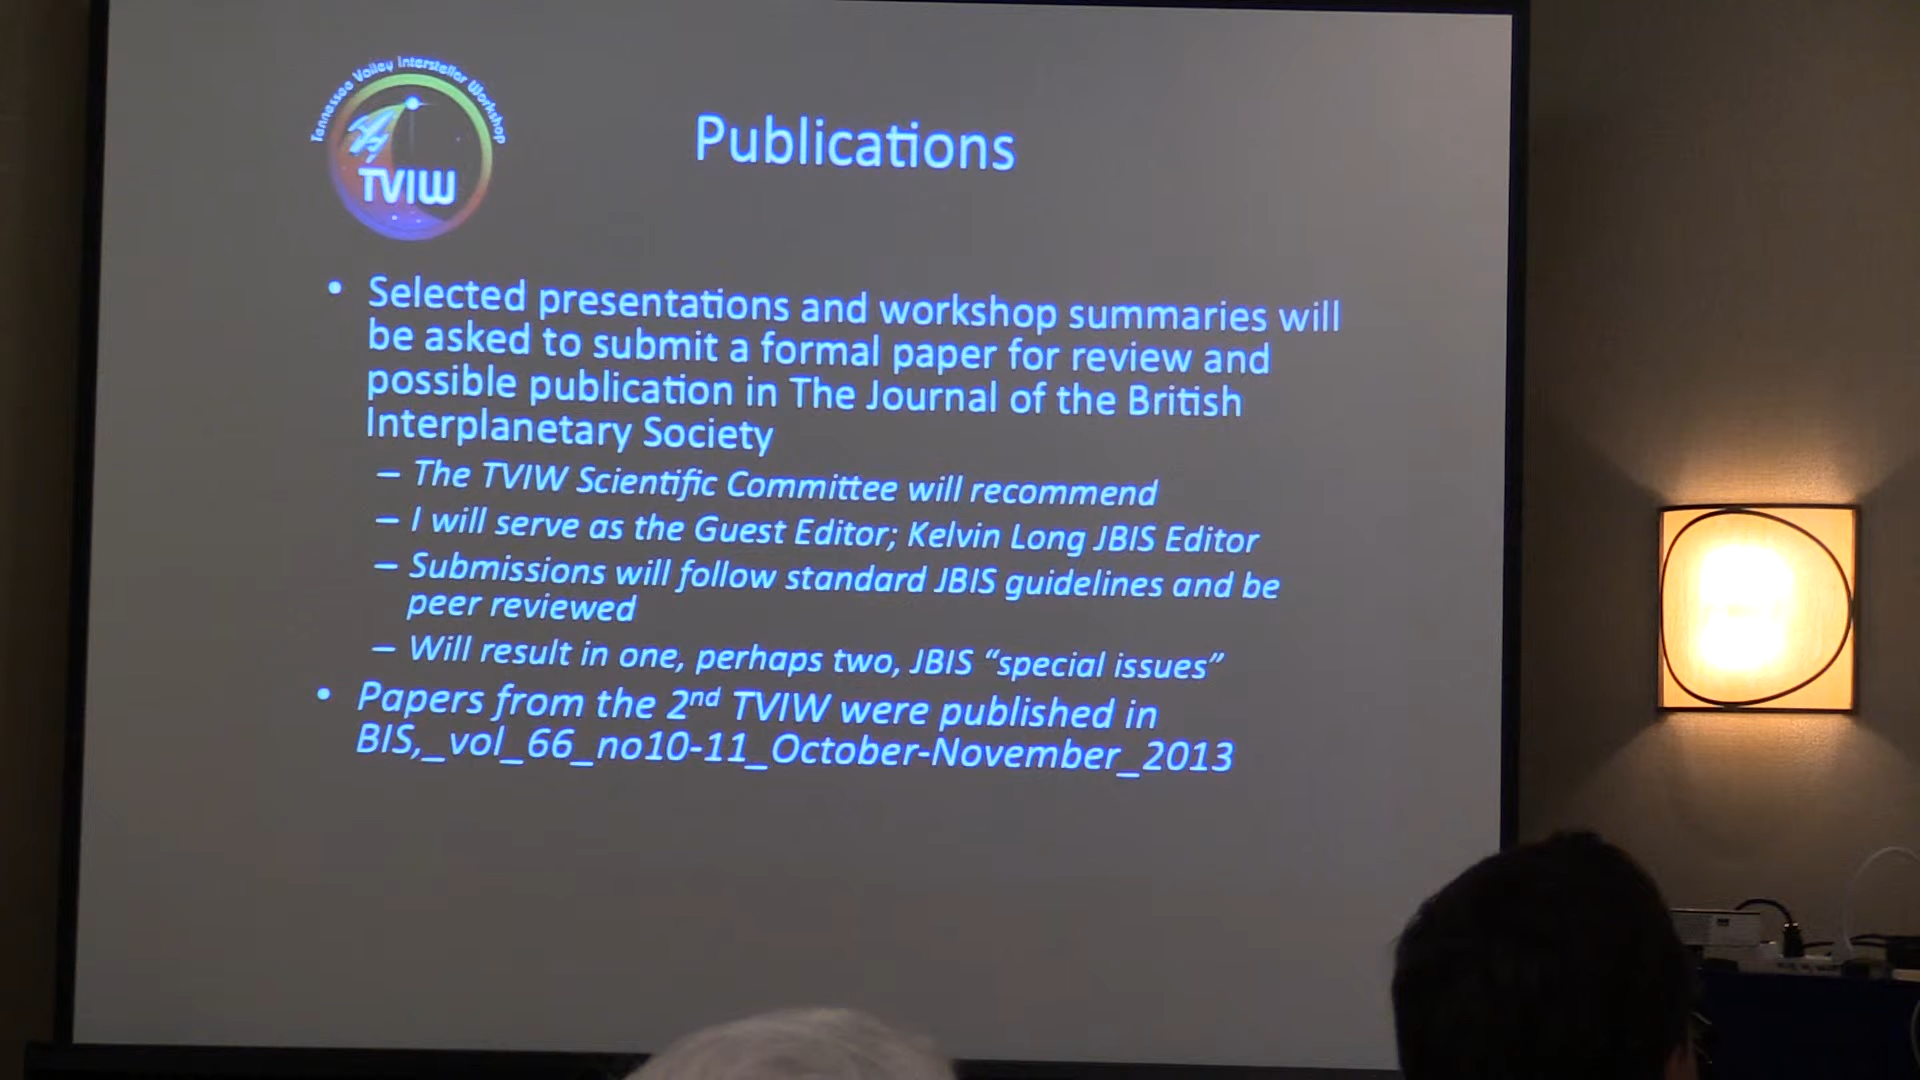 Tennessee Valley Interstellar Workshop
TVIW
Publications
• Selected presentations and workshop summaries will
be asked to submit a formal paper for review and
possible publication in The Journal of the British
Interplanetary Society
– The TVIW Scientific Committee will recommend
– I will serve as the Guest Editor; Kelvin Long JBIS Editor
– Submissions will follow standard JBIS guidelines and be
peer reviewed
– Will result in one, perhaps two, JBIS “special issues”
• Papers from the 2nd TVIW were published in
BIS,_vol_66_no10-11_October-November_2013